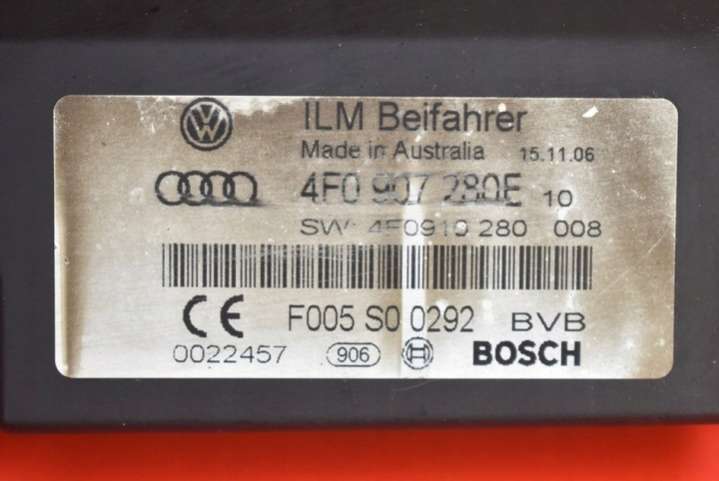 ILM Beifahrer
Made in Australia 15.11.06
4F0 907 280E 10
SW: 4F0910 280 008
F005 S0 0292 BVB
0022457 906 BOSCH